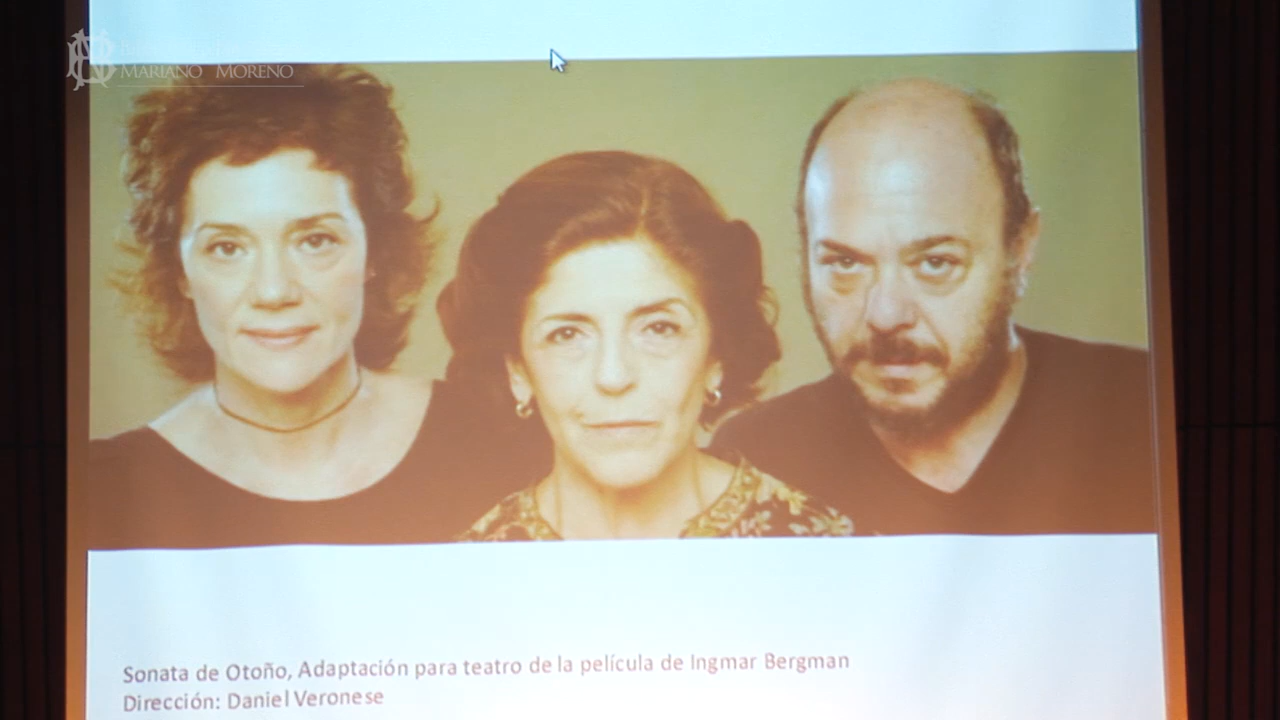 MARIANO MORENO
Sonata de Otoño, Adaptación para teatro de la película de Ingmar Bergman
Dirección: Daniel Veronese